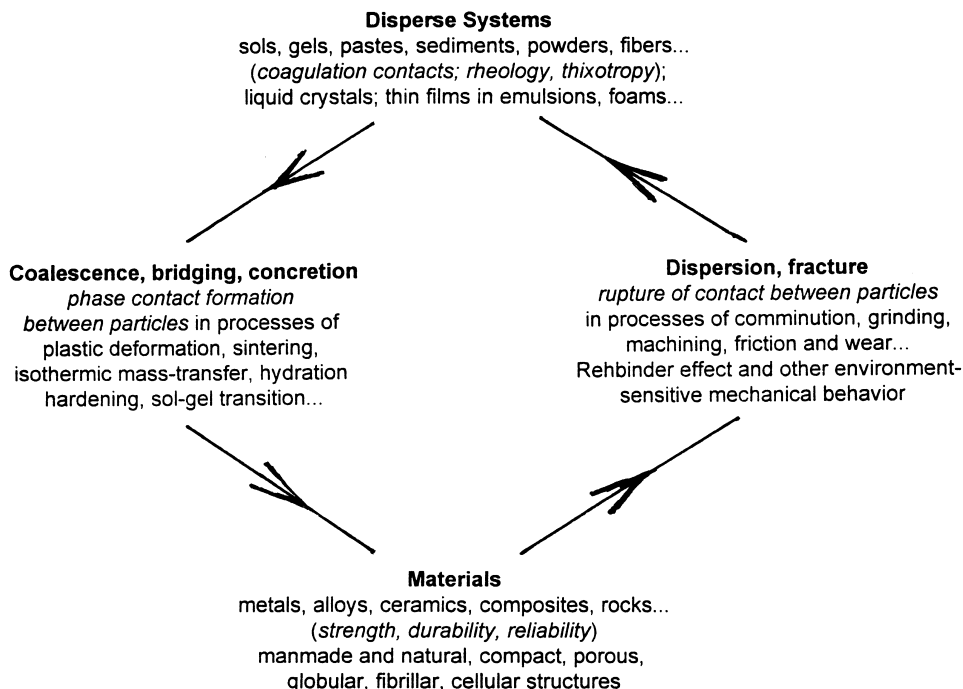 Disperse Systems
sols, gels, pastes, sediments, powders, fibers...
(coagulation contacts; rheology, thixotropy);
liquid crystals; thin films in emulsions, foams...
Coalescence, bridging, concretion
phase contact formation
between particles in processes of
plastic deformation, sintering,
isothermic mass-transfer, hydration
hardening, sol-gel transition...
Dispersion, fracture
rupture of contact between particles
in processes of comminution, grinding,
machining, friction and wear...
Rehbinder effect and other environment-
sensitive mechanical behavior
Materials
metals, alloys, ceramics, composites, rocks...
(strength, durability, reliability)
manmade and natural, compact, porous,
globular, fibrillar, cellular structures